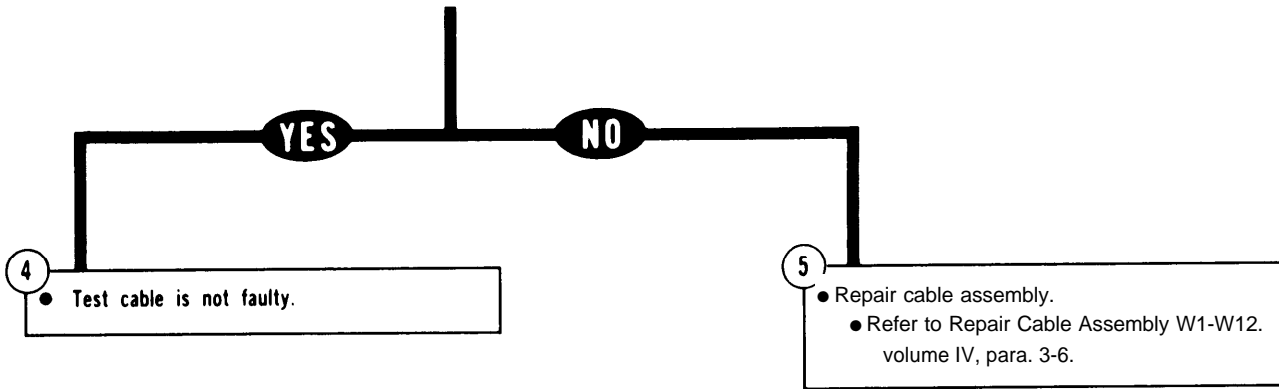 YES
NO
4
● Test cable is not faulty.
5
● Repair cable assembly.
● Refer to Repair Cable Assembly W1-W12.
volume IV, para. 3-6.